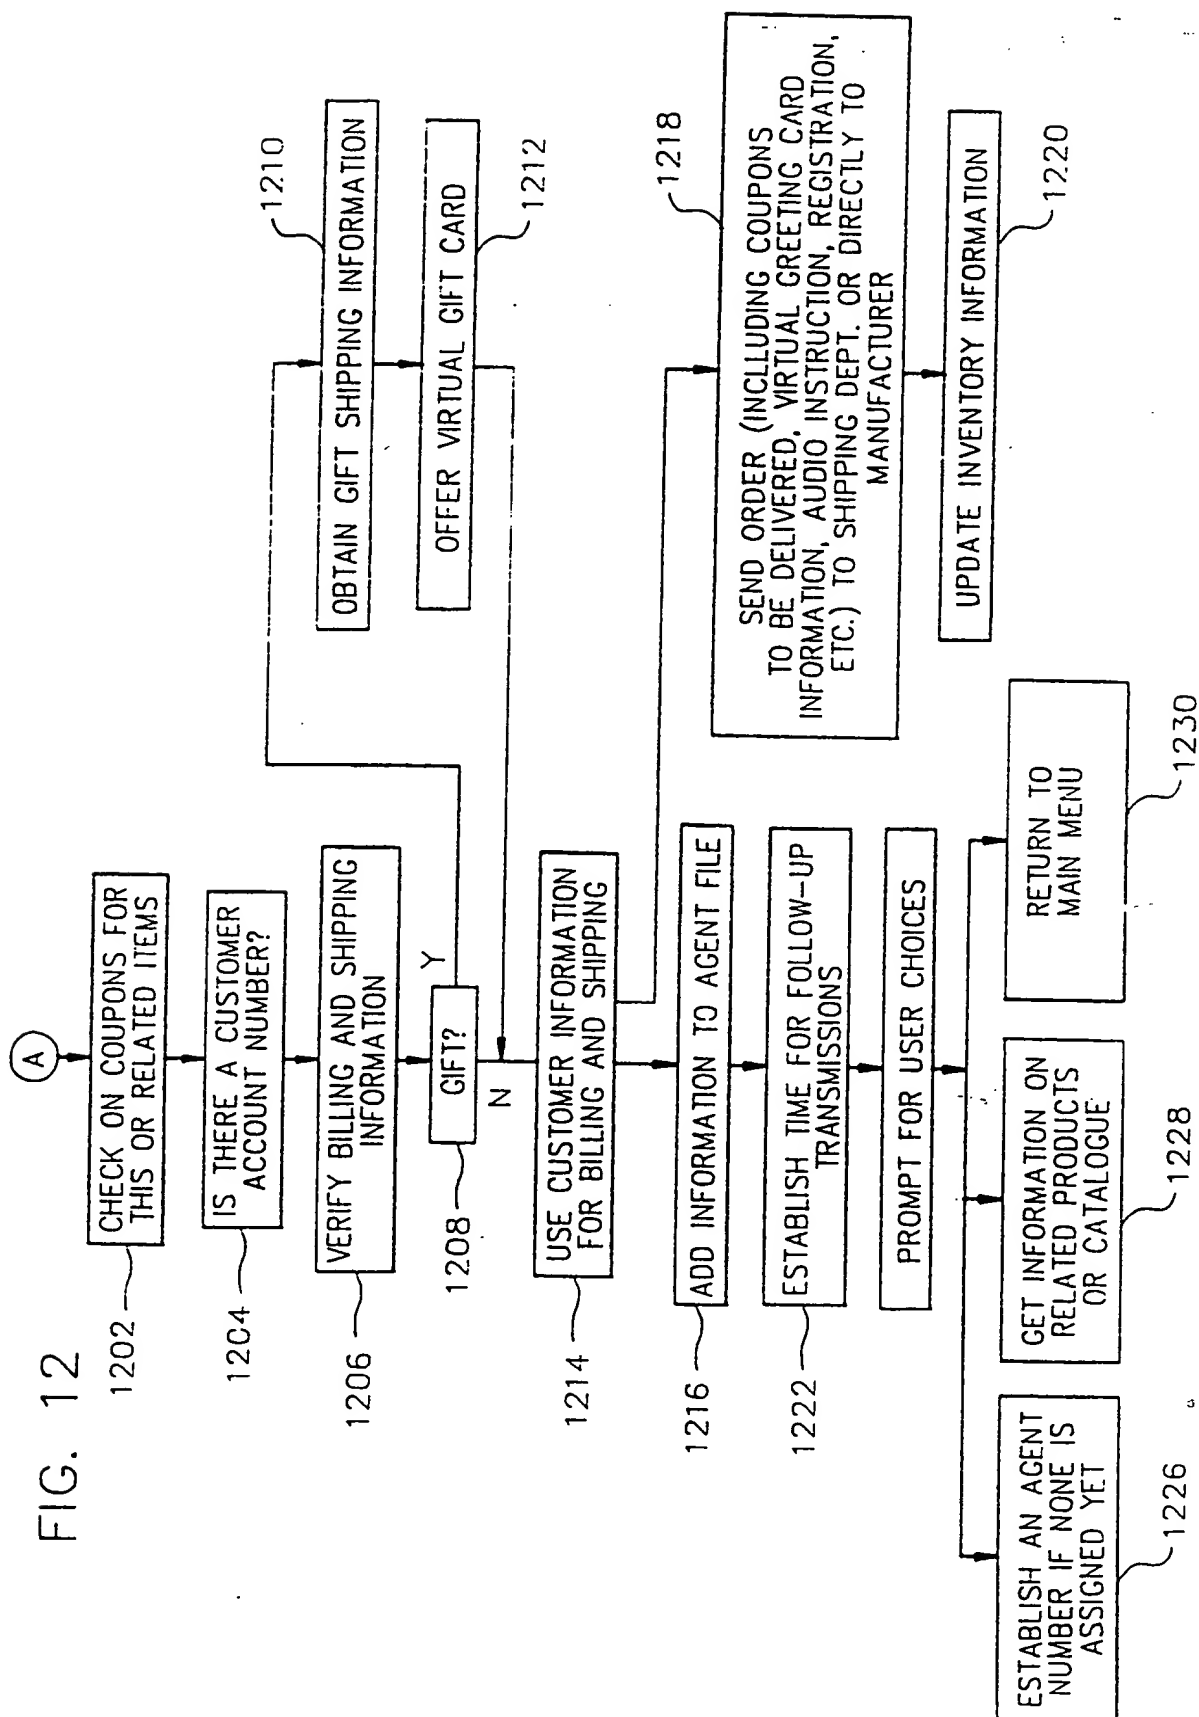 FIG. 12
A
CHECK ON COUPONS FOR
THIS OR RELATED ITEMS
1202
IS THERE A CUSTOMER
ACCOUNT NUMBER?
1204
VERIFY BILLING AND SHIPPING
INFORMATION
1206
GIFT?
Y
N
1208
OBTAIN GIFT SHIPPING INFORMATION
1210
OFFER VIRTUAL GIFT CARD
1212
USE CUSTOMER INFORMATION
FOR BILLING AND SHIPPING
1214
ADD INFORMATION TO AGENT FILE
1216
SEND ORDER (INCLLUDING COUPONS
TO BE DELIVERED, VIRTUAL GREETING CARD
INFORMATION, AUDIO INSTRUCTION, REGISTRATION,
ETC.) TO SHIPPING DEPT. OR DIRECTLY TO
MANUFACTURER
1218
UPDATE INVENTORY INFORMATION
1220
ESTABLISH TIME FOR FOLLOW-UP
TRANSMISSIONS
1222
PROMPT FOR USER CHOICES
ESTABLISH AN AGENT
NUMBER IF NONE IS
ASSIGNED YET
1226
GET INFORMATION ON
RELATED PRODUCTS
OR CATALOGUE
1228
RETURN TO
MAIN MENU
1230